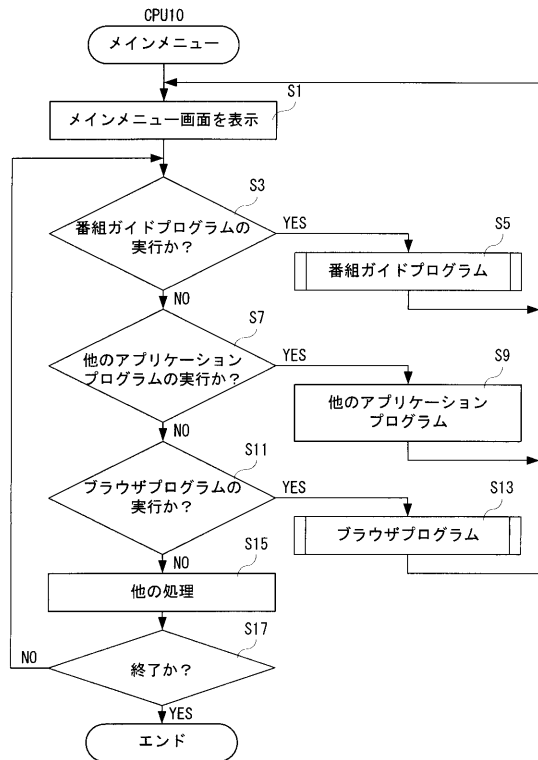 CPU10
メインメニュー
S1
メインメニュー画面を表示
S3
番組ガイドプログラムの
実行か？
YES
S5
番組ガイドプログラム
NO
S7
他のアプリケーション
プログラムの実行か？
YES
S9
他のアプリケーション
プログラム
NO
S11
ブラウザプログラムの
実行か？
YES
S13
ブラウザプログラム
NO
S15
他の処理
S17
終了か？
NO
YES
エンド